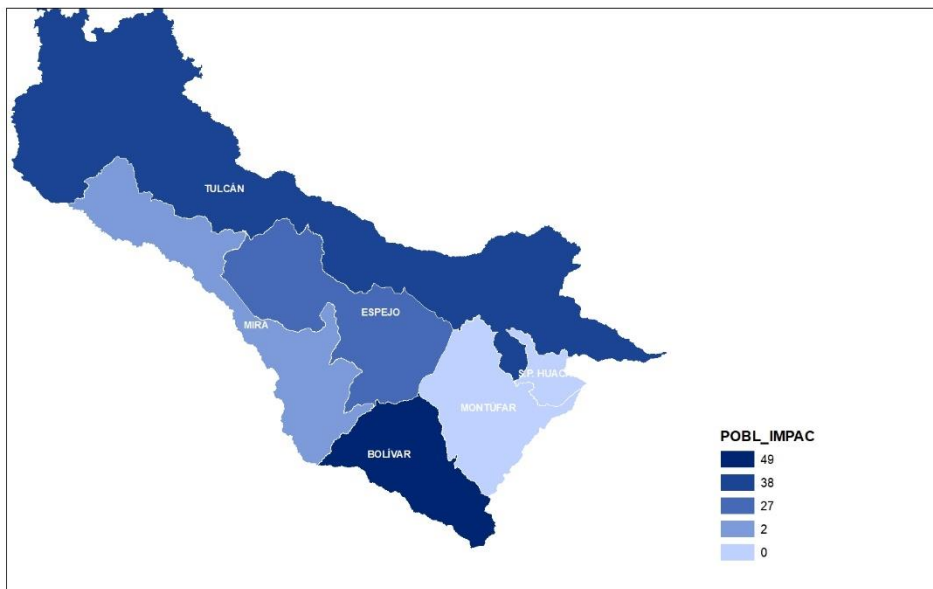 TULCÁN
ESPEJO
MIRA
S.P. HUACA
MONTÚFAR
BOLÍVAR
POBL_IMPAC
49
38
27
2
0